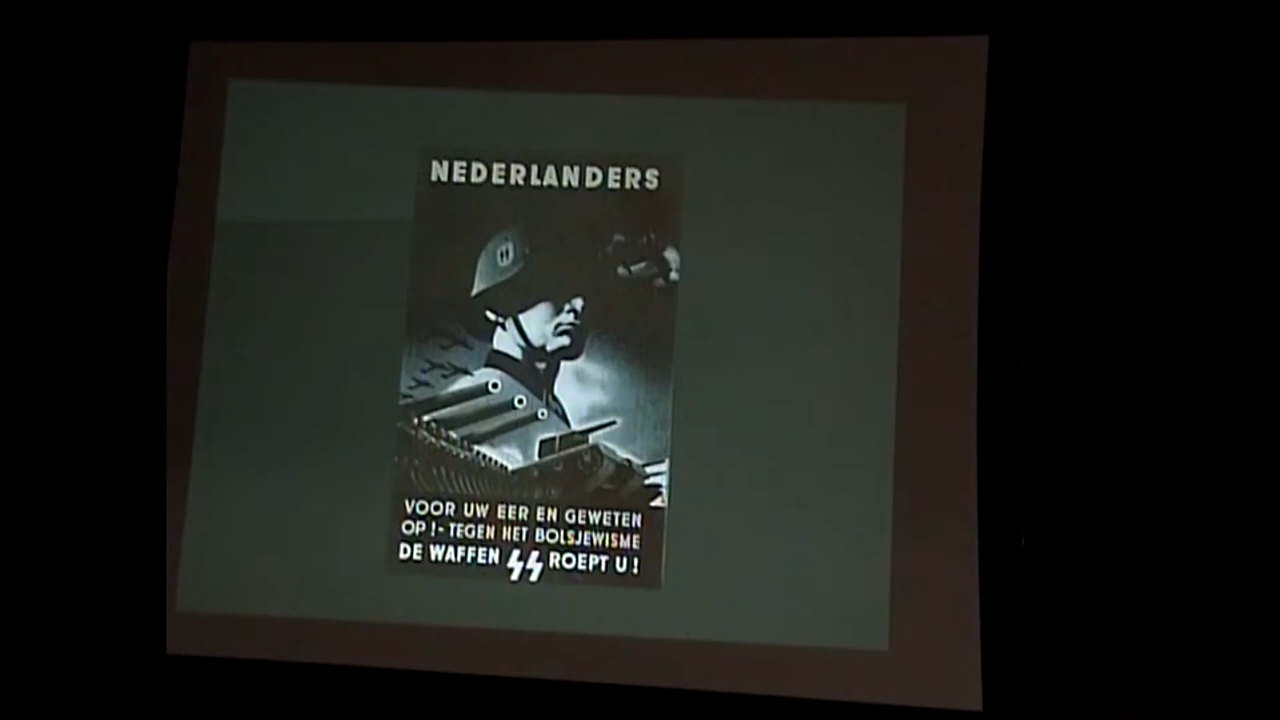 NEDERLANDERS
VOOR UW EER EN GEWETEN
OP!- TEGEN HET BOLSJEWISME
DE WAFFEN SS ROEPT U!